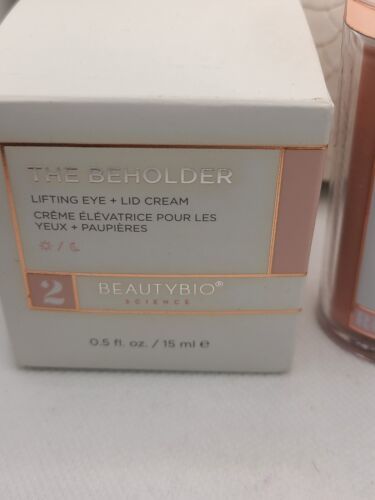 THE BEHOLDER
LIFTING EYE + LID CREAM
CRÈME ÉLÉVATRICE POUR LES
YEUX + PAUPIÈRES
2
BEAUTYBIO®
SCIENCE
0.5 fl. oz. / 15 ml ℮